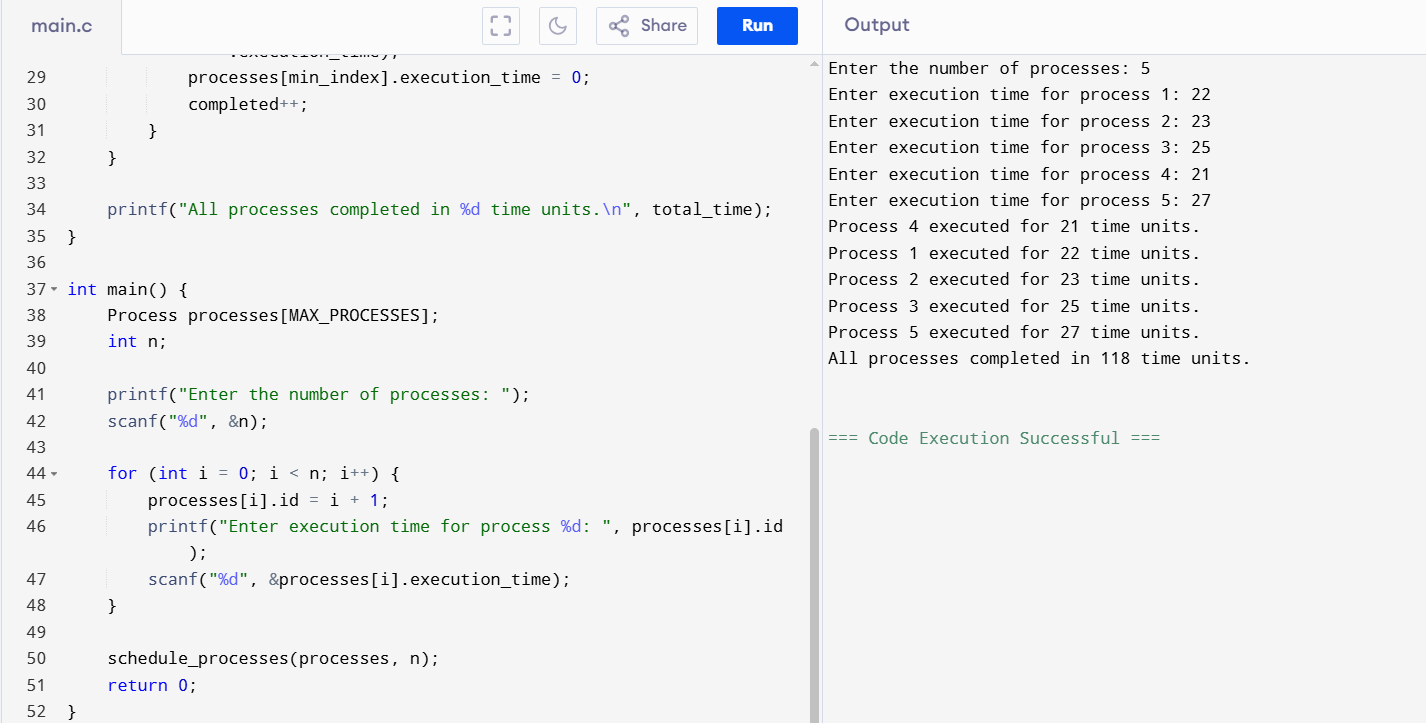 main.c
Share
Run
Output
.execution_time);
29 processes[min_index].execution_time = 0;
30 completed++;
31 }
32 }
33
34 printf("All processes completed in %d time units.\n", total_time);
35 }
36
37 int main() {
38 Process processes[MAX_PROCESSES];
39 int n;
40
41 printf("Enter the number of processes: ");
42 scanf("%d", &n);
43
44 for (int i = 0; i < n; i++) {
45 processes[i].id = i + 1;
46 printf("Enter execution time for process %d: ", processes[i].id
);
47 scanf("%d", &processes[i].execution_time);
48 }
49
50 schedule_processes(processes, n);
51 return 0;
52 }
Enter the number of processes: 5
Enter execution time for process 1: 22
Enter execution time for process 2: 23
Enter execution time for process 3: 25
Enter execution time for process 4: 21
Enter execution time for process 5: 27
Process 4 executed for 21 time units.
Process 1 executed for 22 time units.
Process 2 executed for 23 time units.
Process 3 executed for 25 time units.
Process 5 executed for 27 time units.
All processes completed in 118 time units.
=== Code Execution Successful ===